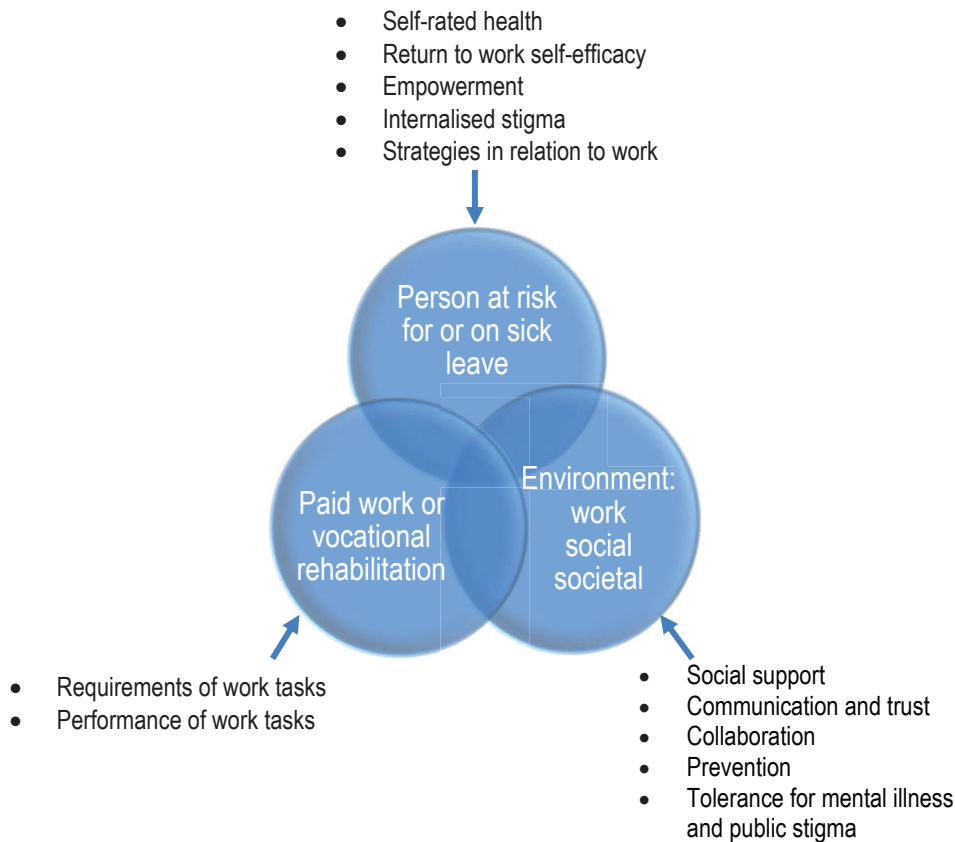 • Self-rated health
• Return to work self-efficacy
• Empowerment
• Internalised stigma
• Strategies in relation to work
Person at risk
for or on sick
leave
Paid work or
vocational
rehabilitation
Environment:
work
social
societal
• Requirements of work tasks
• Performance of work tasks
• Social support
• Communication and trust
• Collaboration
• Prevention
• Tolerance for mental illness
and public stigma